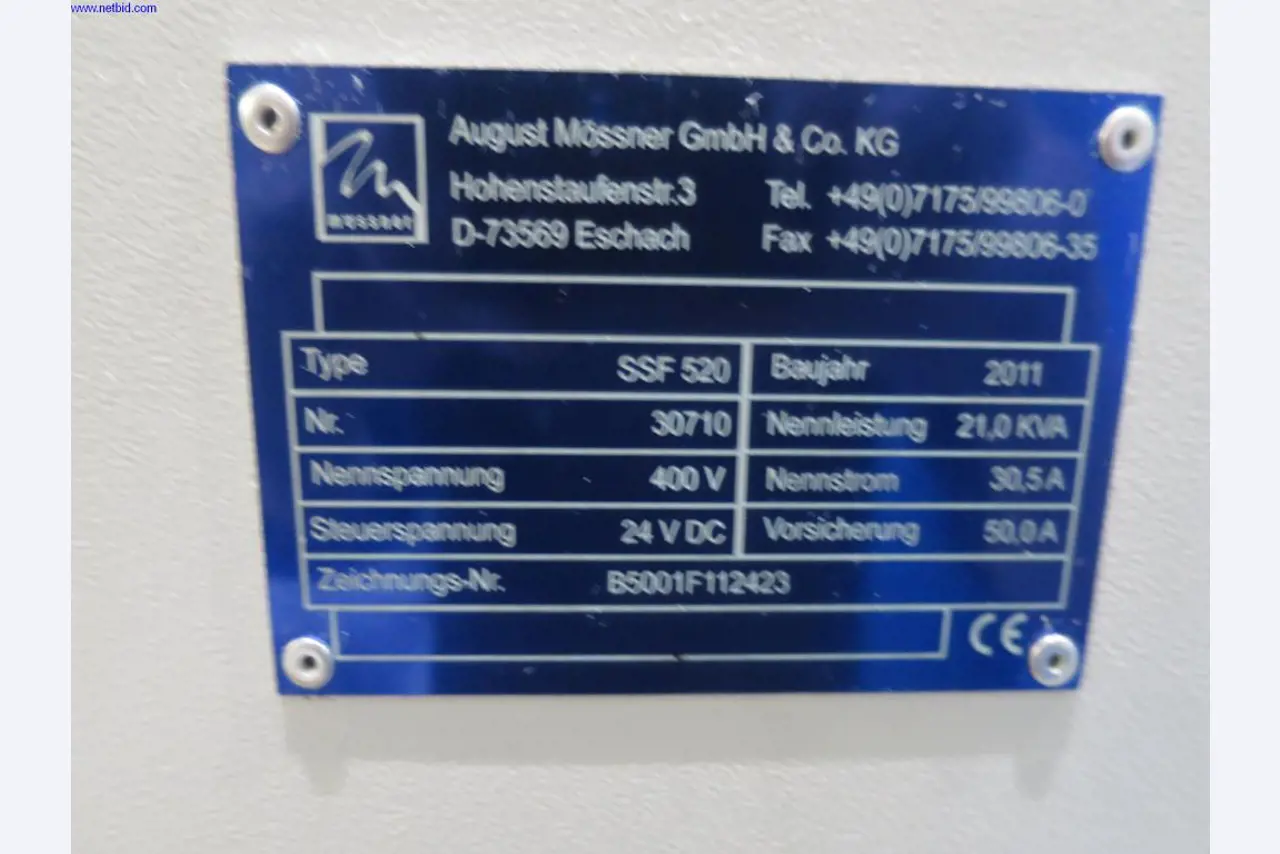 www.netbid.com
August Mössner GmbH & Co. KG
Hohenstaufenstr.3 Tel. +49(0)7175/99806-0
D-73569 Eschach Fax +49(0)7175/99806-35
mössner
Type SSF 520 Baujahr 2011
Nr. 30710 Nennleistung 21,0 KVA
Nennspannung 400 V Nennstrom 30,5 A
Steuerspannung 24 V DC Vorsicherung 50,0 A
Zeichnungs-Nr. B5001F112423
CE